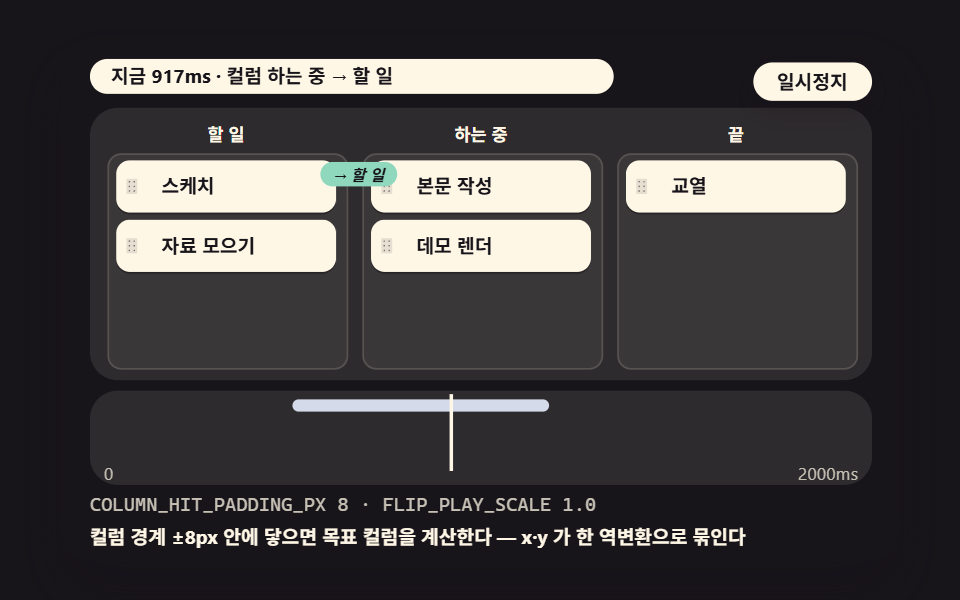 지금 917ms · 컬럼 하는 중 → 할 일
일시정지
할 일
하는 중
끝
스케치
→ 할 일
본문 작성
교열
자료 모으기
데모 렌더
0
2000ms
COLUMN_HIT_PADDING_PX 8 · FLIP_PLAY_SCALE 1.0
컬럼 경계 ±8px 안에 닿으면 목표 컬럼을 계산한다 — x·y 가 한 역변환으로 묶인다